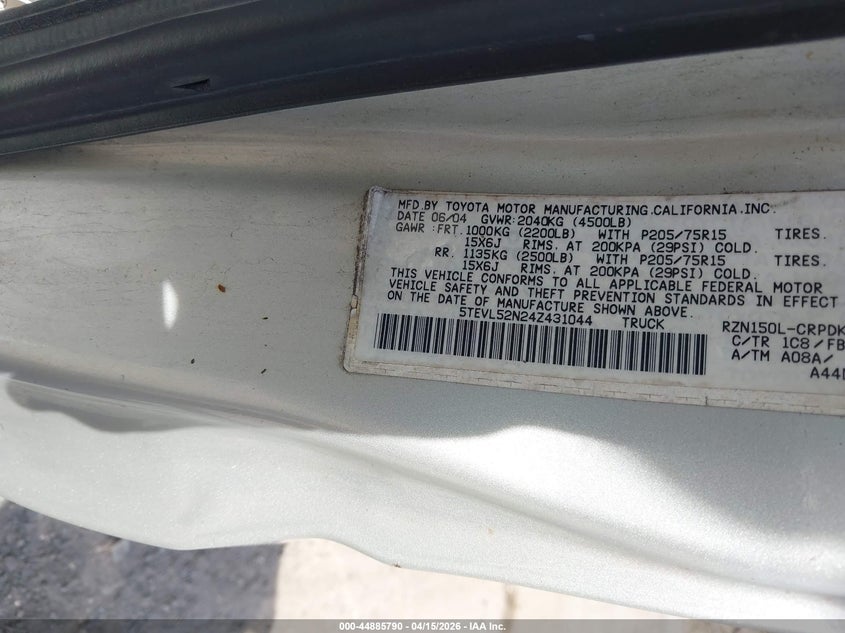 MFD.BY TOYOTA MOTOR MANUFACTURING.CALIFORNIA.INC.
DATE 06/04 GVWR:2040KG (4500LB)
GAWR :FRT.1000KG (2200LB) WITH P205/75R15 TIRES.
15X6J RIMS. AT 200KPA (29PSI) COLD.
RR. 1135KG (2500LB) WITH P205/75R15 TIRES.
15X6J RIMS. AT 200KPA (29PSI) COLD.
THIS VEHICLE CONFORMS TO ALL APPLICABLE FEDERAL MOTOR
VEHICLE SAFETY AND THEFT PREVENTION STANDARDS IN EFFECT
ON THE DATE OF MANUFACTURE SHOWN ABOVE.
5TEVL52N24Z431044 TRUCK RZN150L-CRPDK
C/TR 1C8/FB
A/TM A08A/
A44D
000-44885790 - 04/15/2026 - IAA Inc.